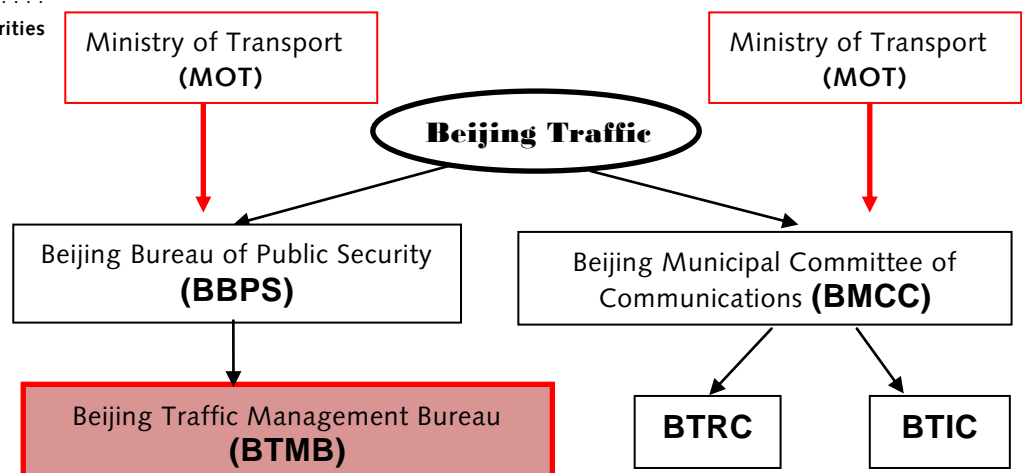 rities
Ministry of Transport
(MOT)
Ministry of Transport
(MOT)
Beijing Traffic
Beijing Bureau of Public Security
(BBPS)
Beijing Municipal Committee of
Communications (BMCC)
Beijing Traffic Management Bureau
(BTMB)
BTRC
BTIC